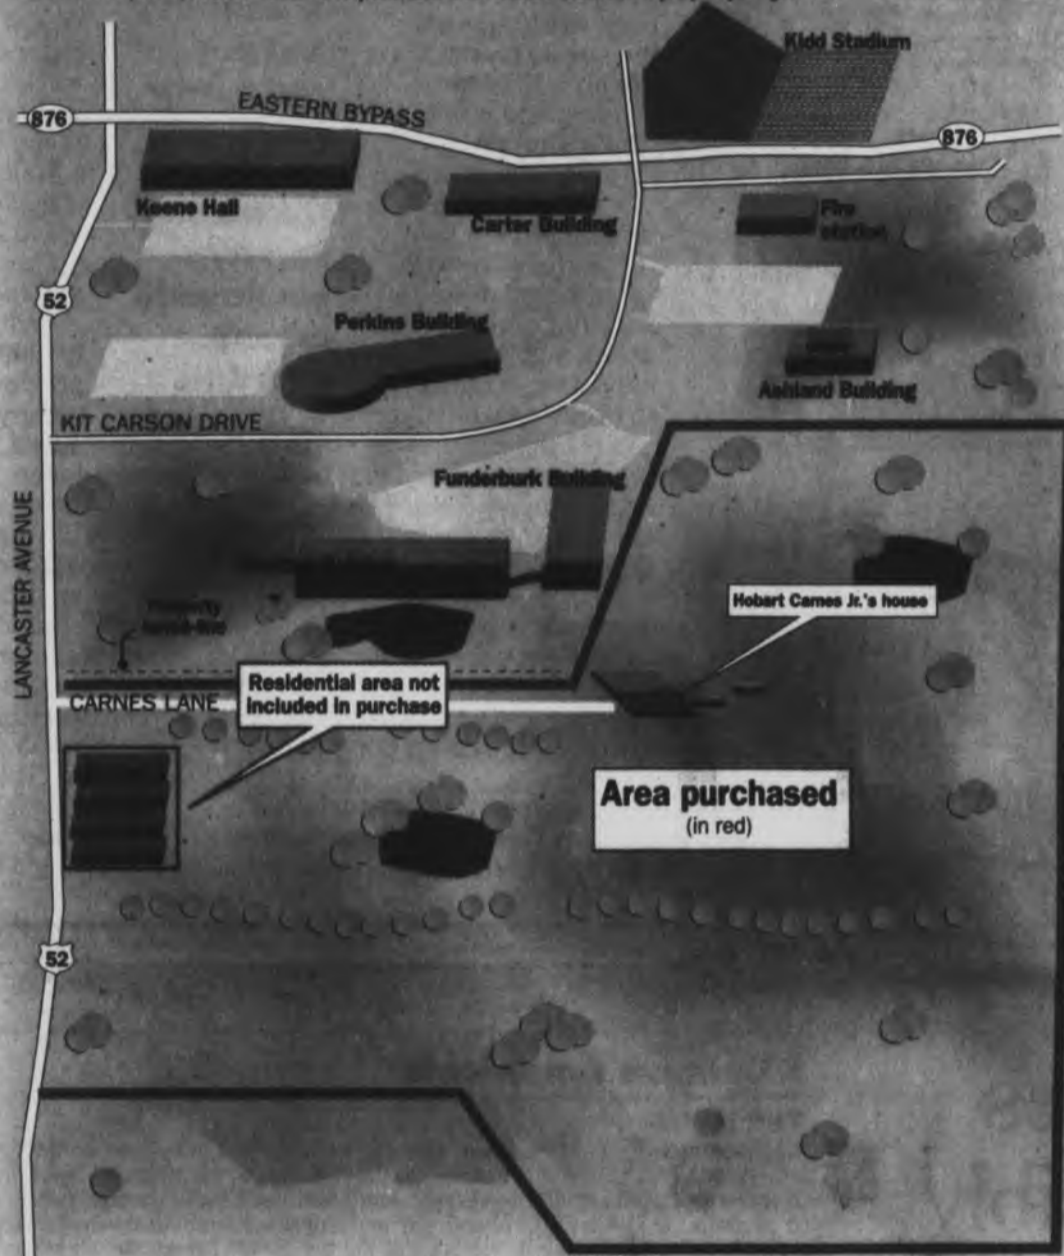 Kidd Stadium
EASTERN BYPASS
876
876
Keene Hall
Carter Building
Fire
station
52
Perkins Building
Ashland Building
KIT CARSON DRIVE
Funderburk Building
LANCASTER AVENUE
Hobart Carnes Jr.'s house
Property
Residential area not
included in purchase
CARNES LANE
Area purchased
(in red)
52